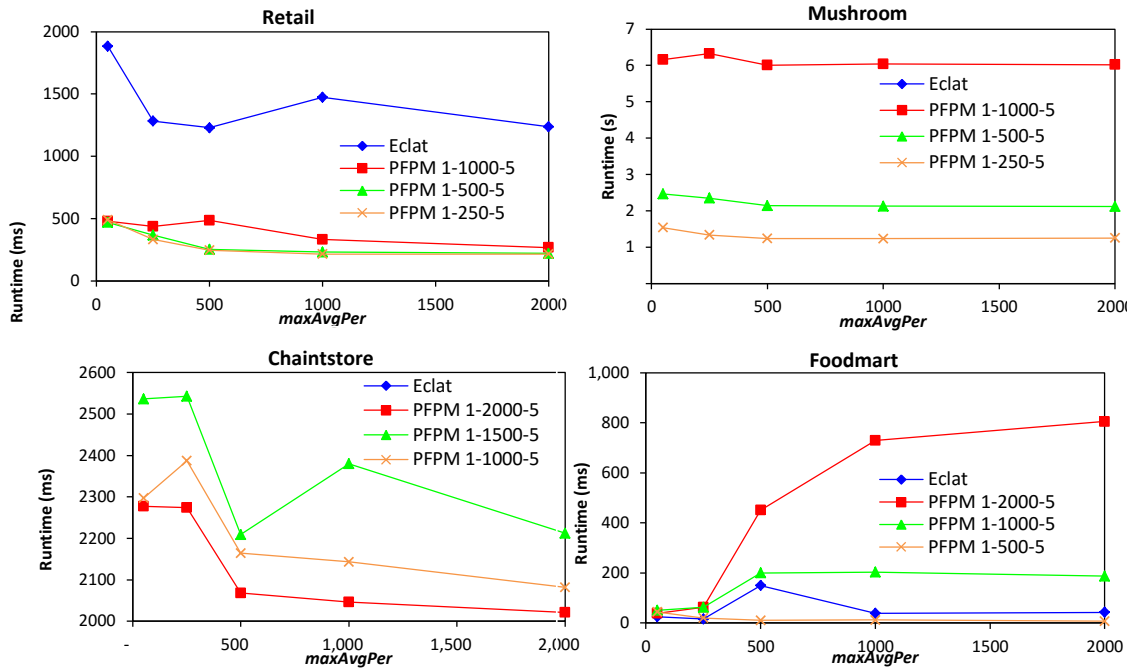 Retail
Runtime (ms)
2000
1500
1000
500
0
0 500 1000 1500 2000
maxAvgPer
Eclat
PFPM 1-1000-5
PFPM 1-500-5
PFPM 1-250-5
Mushroom
Runtime (s)
7
6
5
4
3
2
1
0 500 1000 1500 2000
maxAvgPer
Eclat
PFPM 1-1000-5
PFPM 1-500-5
PFPM 1-250-5
Chaintstore
Runtime (ms)
2600
2500
2400
2300
2200
2100
2000
- 500 1,000 1,500 2,000
maxAvgPer
Eclat
PFPM 1-2000-5
PFPM 1-1500-5
PFPM 1-1000-5
Foodmart
Runtime (ms)
1,000
800
600
400
200
0
0 500 1000 1500 2000
maxAvgPer
Eclat
PFPM 1-2000-5
PFPM 1-1000-5
PFPM 1-500-5